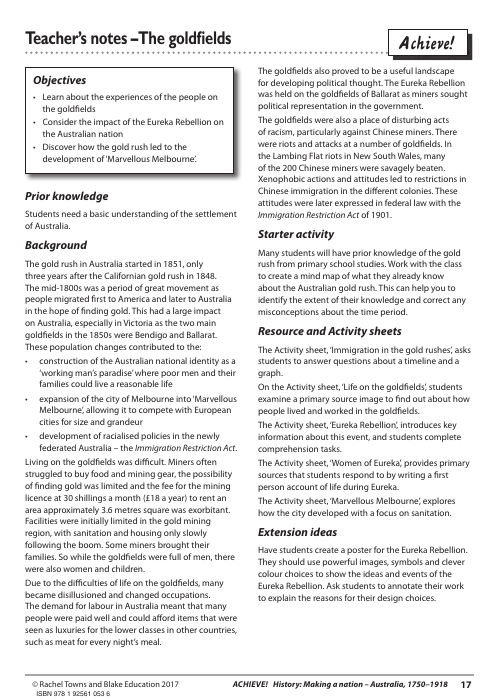 Teacher's notes –The goldfields
Achieve!
Objectives
• Learn about the experiences of the people on
the goldfields
• Consider the impact of the Eureka Rebellion on
the Australian nation
• Discover how the gold rush led to the
development of 'Marvellous Melbourne'.
Prior knowledge
Students need a basic understanding of the settlement
of Australia.
Background
The gold rush in Australia started in 1851, only
three years after the Californian gold rush in 1848.
The mid-1800s was a period of great movement as
people migrated first to America and later to Australia
in the hope of finding gold. This had a large impact
on Australia, especially in Victoria as the two main
goldfields in the 1850s were Bendigo and Ballarat.
These population changes contributed to the:
• construction of the Australian national identity as a
'working man's paradise' where poor men and their
families could live a reasonable life
• expansion of the city of Melbourne into 'Marvellous
Melbourne', allowing it to compete with European
cities for size and grandeur
• development of racialised policies in the newly
federated Australia – the Immigration Restriction Act.
Living on the goldfields was difficult. Miners often
struggled to buy food and mining gear, the possibility
of finding gold was limited and the fee for the mining
licence at 30 shillings a month (£18 a year) to rent an
area approximately 3.6 metres square was exorbitant.
Facilities were initially limited in the gold mining
region, with sanitation and housing only slowly
following the boom. Some miners brought their
families. So while the goldfields were full of men, there
were also women and children.
Due to the difficulties of life on the goldfields, many
became disillusioned and changed occupations.
The demand for labour in Australia meant that many
people were paid well and could afford items that were
seen as luxuries for the lower classes in other countries,
such as meat for every night's meal.
The goldfields also proved to be a useful landscape
for developing political thought. The Eureka Rebellion
was held on the goldfields of Ballarat as miners sought
political representation in the government.
The goldfields were also a place of disturbing acts
of racism, particularly against Chinese miners. There
were riots and attacks at a number of goldfields. In
the Lambing Flat riots in New South Wales, many
of the 200 Chinese miners were savagely beaten.
Xenophobic actions and attitudes led to restrictions in
Chinese immigration in the different colonies. These
attitudes were later expressed in federal law with the
Immigration Restriction Act of 1901.
Starter activity
Many students will have prior knowledge of the gold
rush from primary school studies. Work with the class
to create a mind map of what they already know
about the Australian gold rush. This can help you to
identify the extent of their knowledge and correct any
misconceptions about the time period.
Resource and Activity sheets
The Activity sheet, 'Immigration in the gold rushes', asks
students to answer questions about a timeline and a
graph.
On the Activity sheet, 'Life on the goldfields', students
examine a primary source image to find out about how
people lived and worked in the goldfields.
The Activity sheet, 'Eureka Rebellion', introduces key
information about this event, and students complete
comprehension tasks.
The Activity sheet, 'Women of Eureka', provides primary
sources that students respond to by writing a first
person account of life during Eureka.
The Activity sheet, 'Marvellous Melbourne', explores
how the city developed with a focus on sanitation.
Extension ideas
Have students create a poster for the Eureka Rebellion.
They should use powerful images, symbols and clever
colour choices to show the ideas and events of the
Eureka Rebellion. Ask students to annotate their work
to explain the reasons for their design choices.
© Rachel Towns and Blake Education 2017
ISBN 978 1 92561 053 6
ACHIEVE! History: Making a nation – Australia, 1750–1918 17